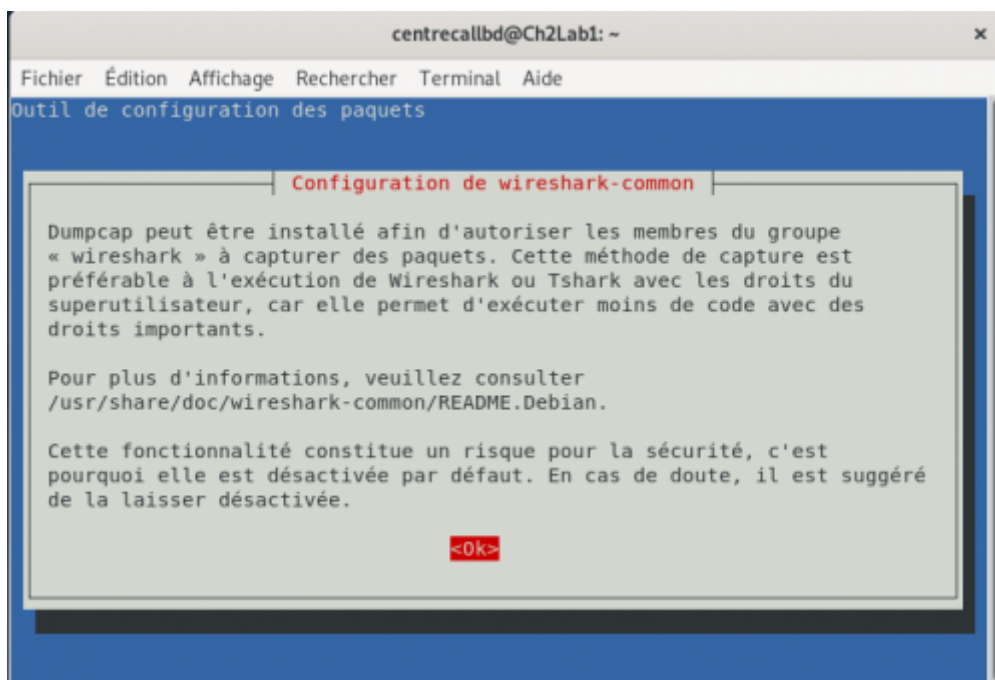 centrecallbd@Ch2Lab1: ~ ×
Fichier Édition Affichage Rechercher Terminal Aide
Outil de configuration des paquets
Configuration de wireshark-common
Dumpcap peut être installé afin d'autoriser les membres du groupe
« wireshark » à capturer des paquets. Cette méthode de capture est
préférable à l'exécution de Wireshark ou Tshark avec les droits du
superutilisateur, car elle permet d'exécuter moins de code avec des
droits importants.
Pour plus d'informations, veuillez consulter
/usr/share/doc/wireshark-common/README.Debian.
Cette fonctionnalité constitue un risque pour la sécurité, c'est
pourquoi elle est désactivée par défaut. En cas de doute, il est suggéré
de la laisser désactivée.
<Ok>